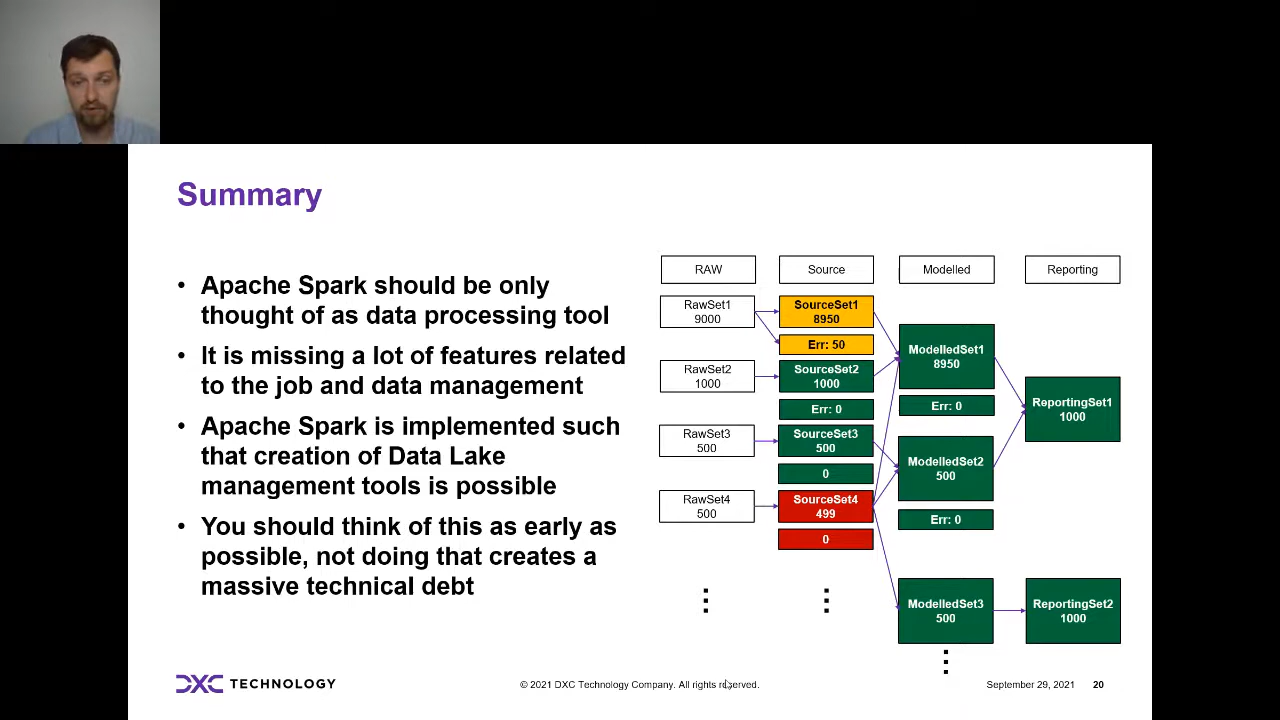 Summary
• Apache Spark should be only
thought of as data processing tool
• It is missing a lot of features related
to the job and data management
• Apache Spark is implemented such
that creation of Data Lake
management tools is possible
• You should think of this as early as
possible, not doing that creates a
massive technical debt
RAW
Source
Modelled
Reporting
RawSet1
9000
SourceSet1
8950
Err: 50
RawSet2
1000
SourceSet2
1000
Err: 0
RawSet3
500
SourceSet3
500
0
RawSet4
500
SourceSet4
499
0
ModelledSet1
8950
Err: 0
ModelledSet2
500
Err: 0
ModelledSet3
500
ReportingSet1
1000
ReportingSet2
1000
DXC TECHNOLOGY
© 2021 DXC Technology Company. All rights reserved.
September 29, 2021
20